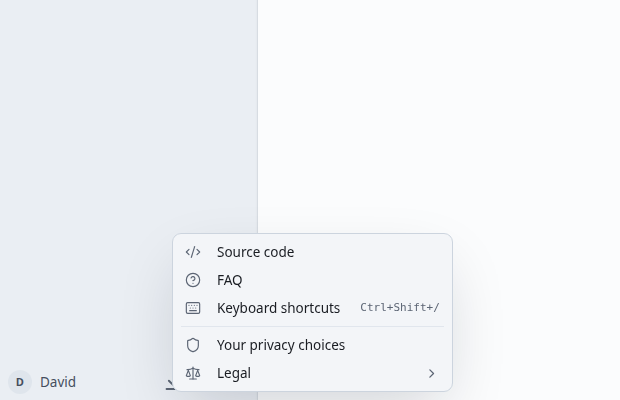 Source code
FAQ
Keyboard shortcuts Ctrl+Shift+/
Your privacy choices
Legal
D David